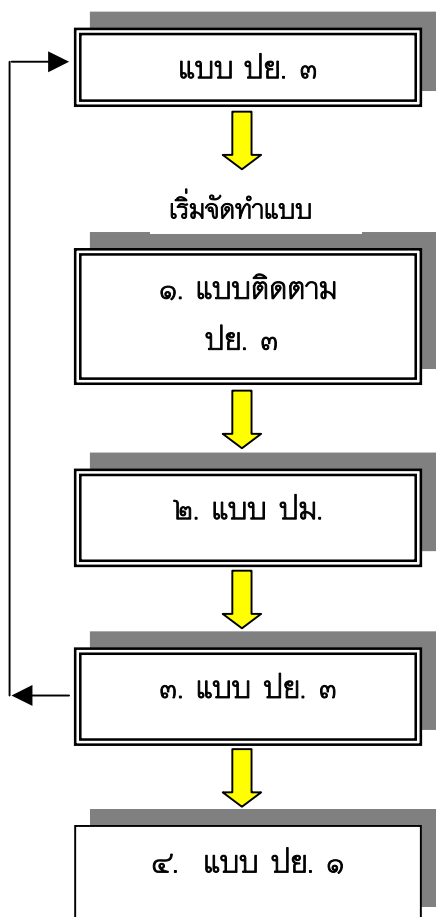 แบบ ปย. ๓
เริ่มจัดทำแบบ
๑. แบบติดตาม
ปย. ๓
๒. แบบ ปม.
๓. แบบ ปย. ๓
๔. แบบ ปย. ๑